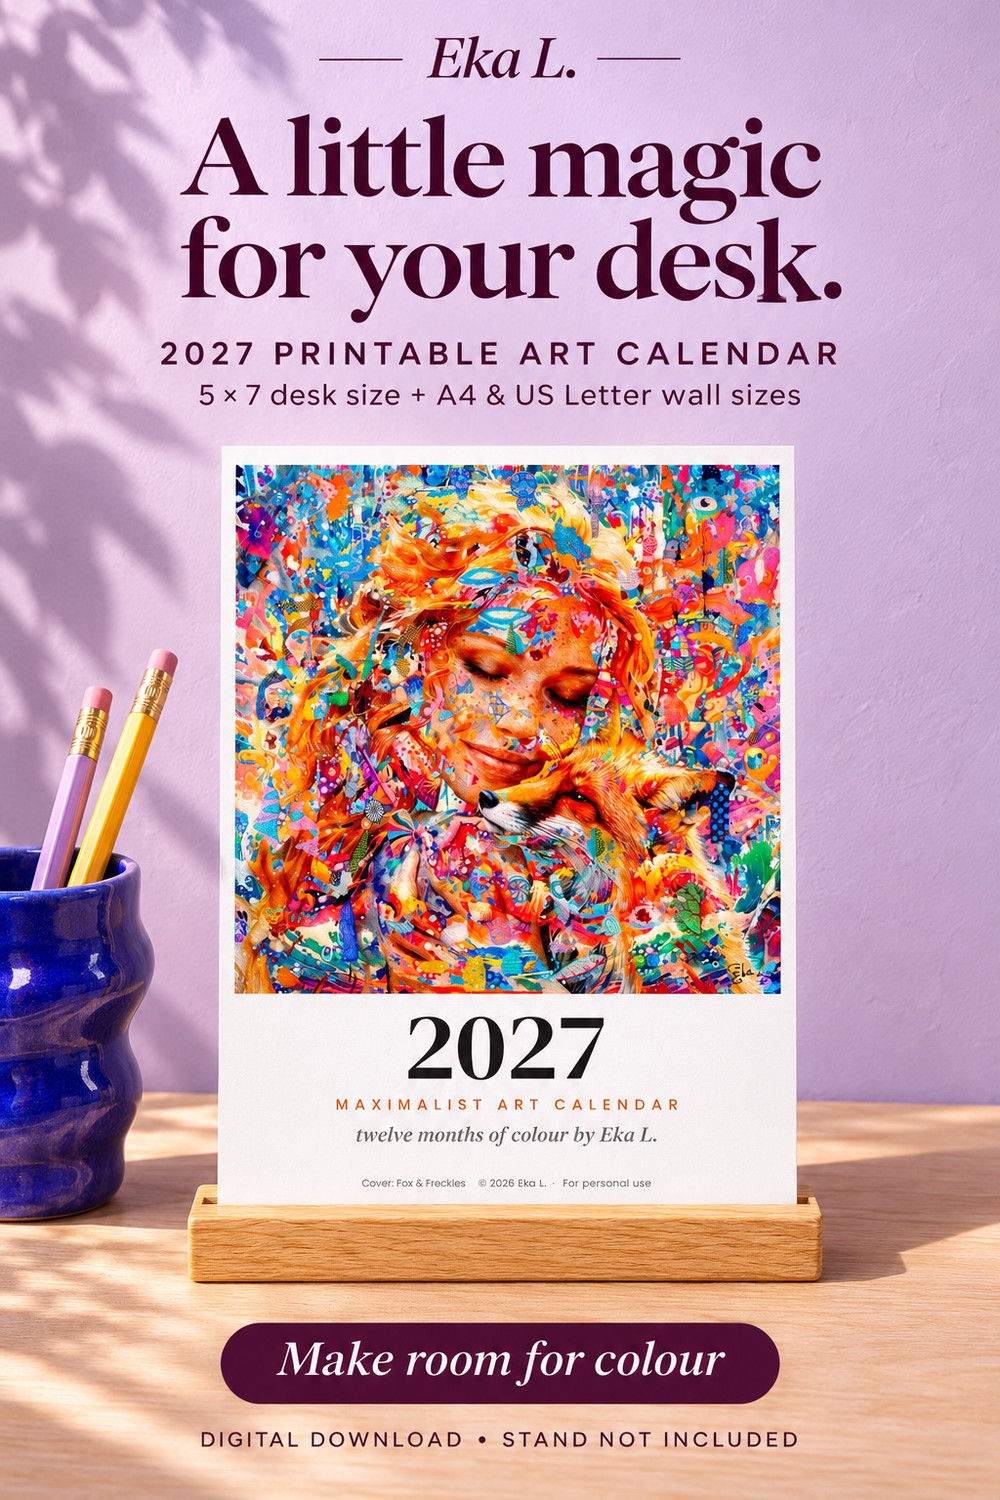 Eka L.
A little magic
for your desk.
2027 PRINTABLE ART CALENDAR
5 × 7 desk size + A4 & US Letter wall sizes
Eka L.
2027
MAXIMALIST ART CALENDAR
twelve months of colour by Eka L.
Cover: Fox & Freckles © 2026 Eka L. · For personal use
Make room for colour
DIGITAL DOWNLOAD • STAND NOT INCLUDED